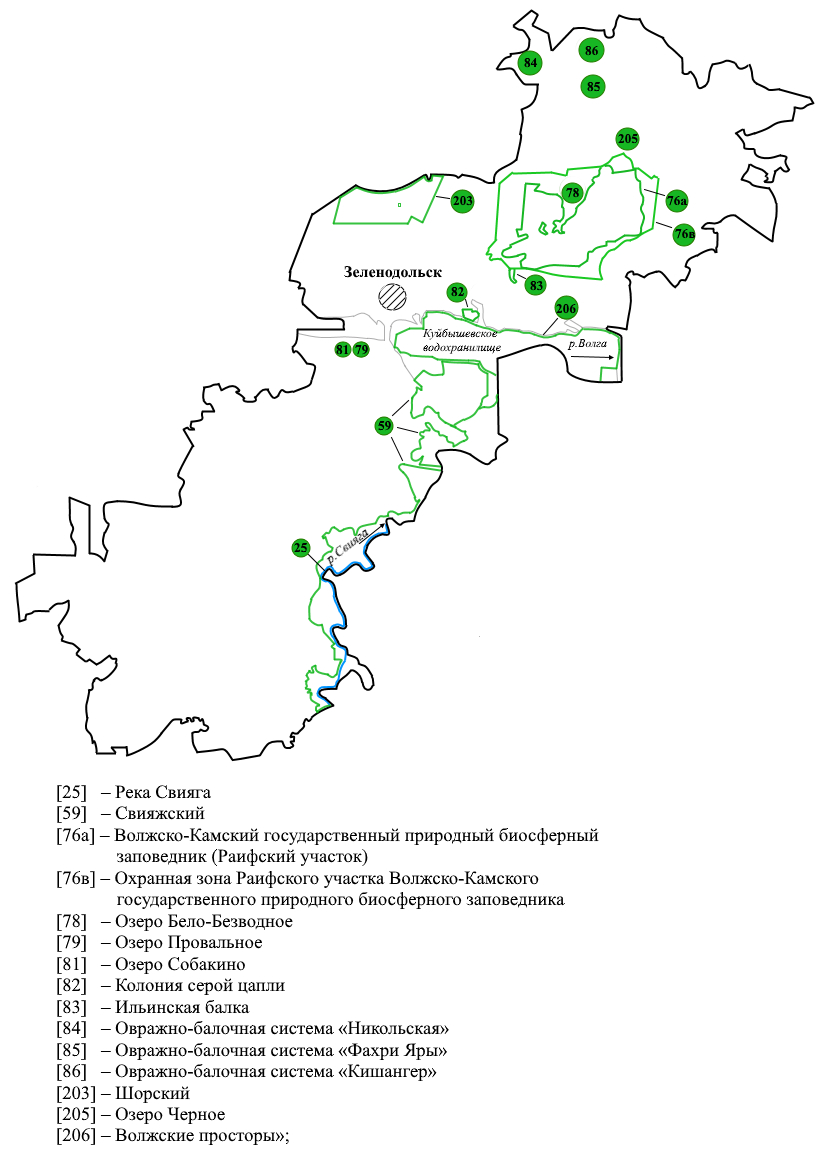 86
84
85
205
78
203
76а
76в
Зеленодольск
83
82
206
Куйбышевское
водохранилище
р.Волга
81
79
59
р.Свияга
25
[25] – Река Свияга
[59] – Свияжский
[76а] – Волжско-Камский государственный природный биосферный
заповедник (Раифский участок)
[76в] – Охранная зона Раифского участка Волжско-Камского
государственного природного биосферного заповедника
[78] – Озеро Бело-Безводное
[79] – Озеро Провальное
[81] – Озеро Собакино
[82] – Колония серой цапли
[83] – Ильинская балка
[84] – Овражно-балочная система «Никольская»
[85] – Овражно-балочная система «Фахри Яры»
[86] – Овражно-балочная система «Кишангер»
[203] – Шорский
[205] – Озеро Черное
[206] – Волжские просторы»;